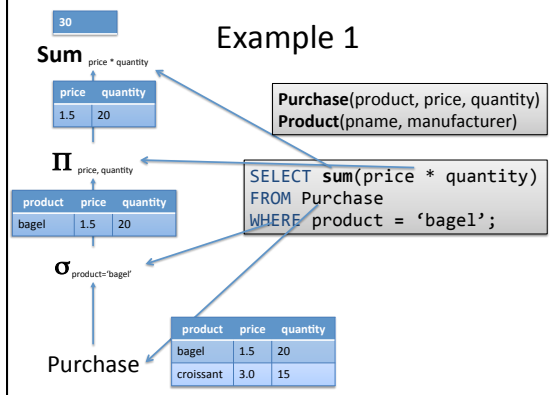 Example 1
30
Sum price * quantity
price quantity
1.5 20
Π price, quantity
product price quantity
bagel 1.5 20
σ product=‘bagel’
Purchase
product price quantity
bagel 1.5 20
croissant 3.0 15
Purchase(product, price, quantity)
Product(pname, manufacturer)
SELECT sum(price * quantity)
FROM Purchase
WHERE product = ‘bagel’;